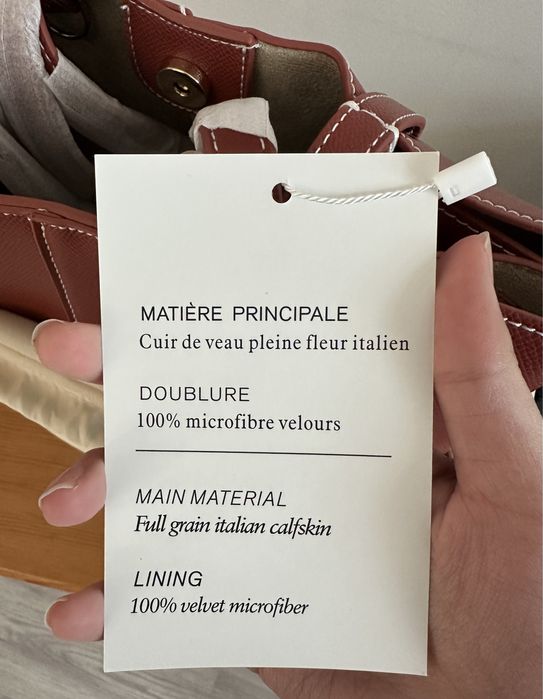 MATIÈRE PRINCIPALE
Cuir de veau pleine fleur italien
DOUBLURE
100% microfibre velours
MAIN MATERIAL
Full grain italian calfskin
LINING
100% velvet microfiber